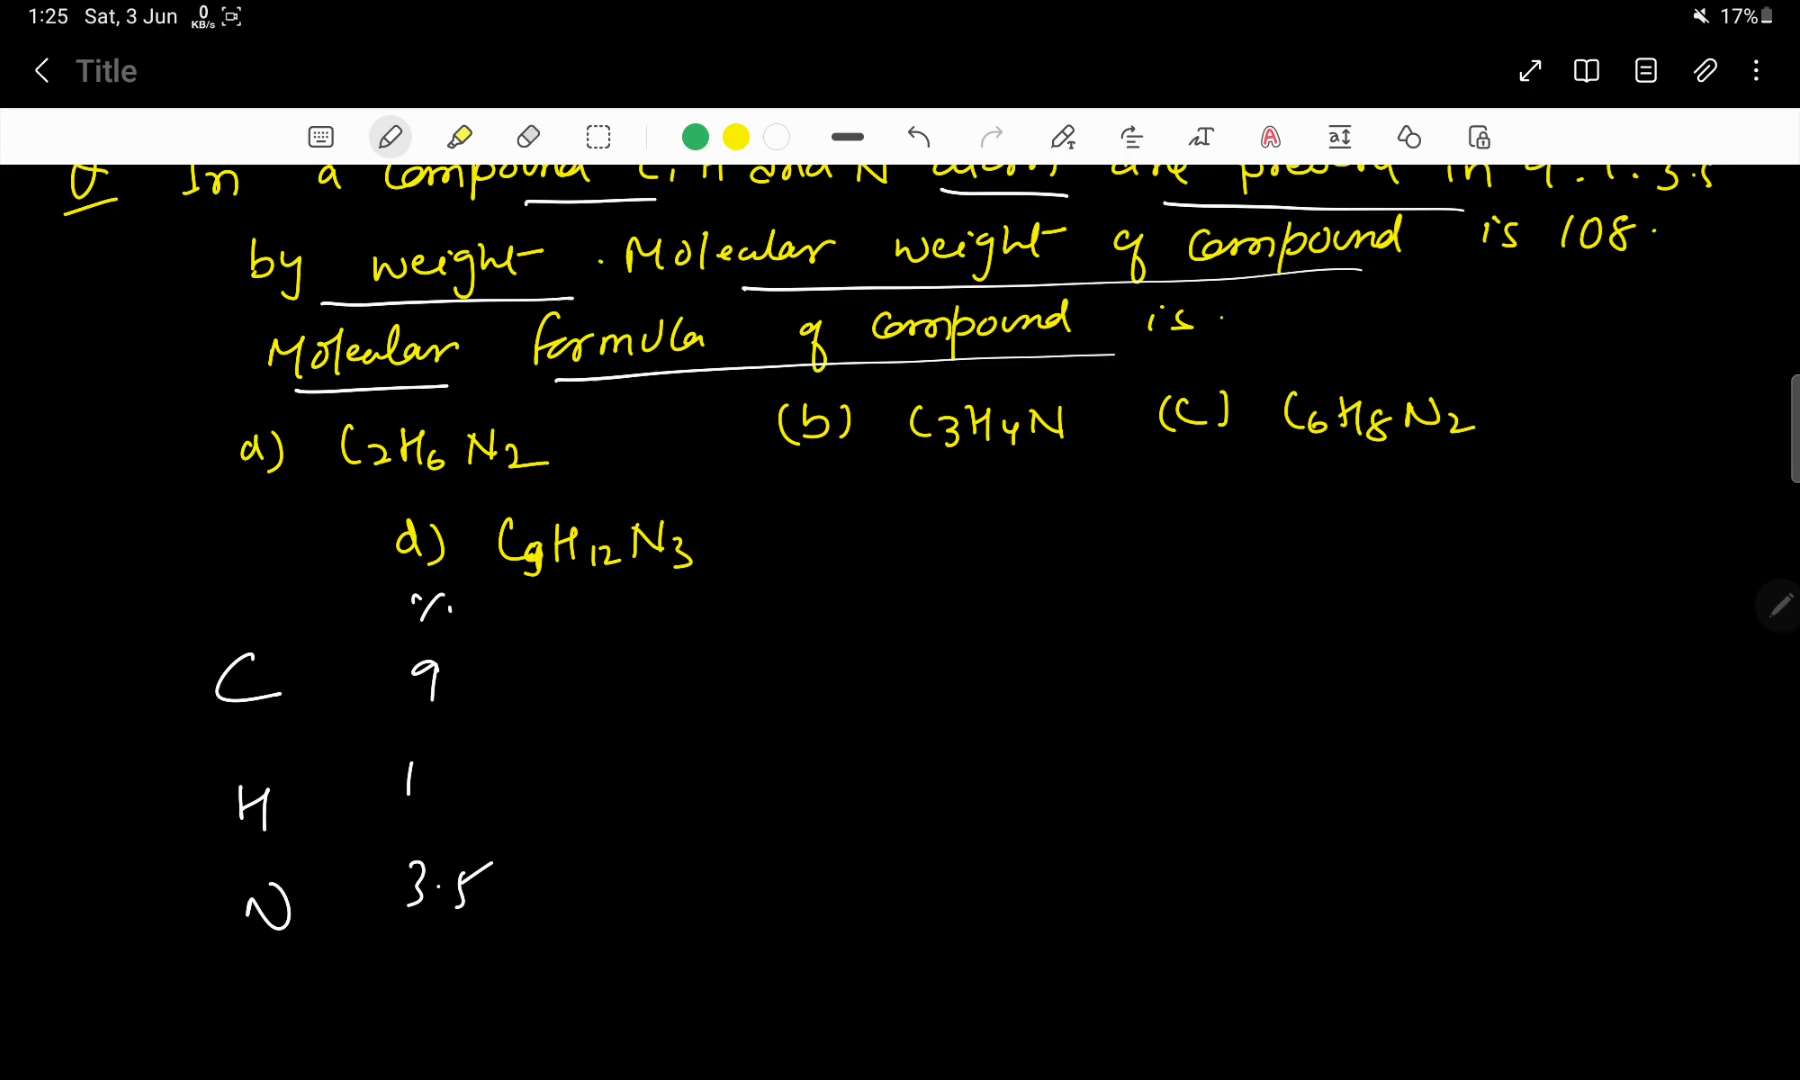 1:25 Sat, 3 Jun 0 KB/s 17%
Title
Q In a compound C, H and N atoms are present in 9:1:3.5
by weight. Molecular weight of compound is 108.
Molecular formula of compound is.
a) C2H6N2 (b) C3H4N (C) C6H8N2
d) C9H12N3
%
C 9
H 1
N 3.5